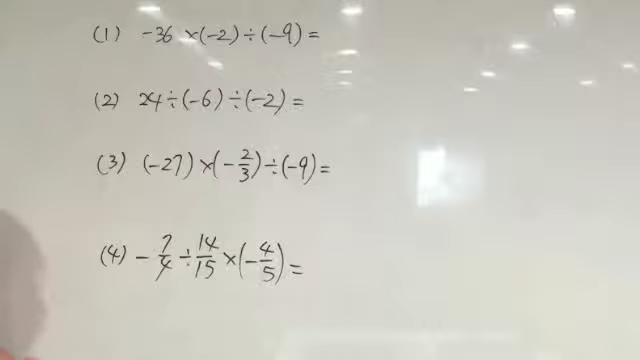 (1) -36 ×(-2)÷(-9)=
(2) 24÷(-6)÷(-2)=
(3) (-27)×(-2/3)÷(-9)=
(4) -7/4÷14/15×(-4/5)=